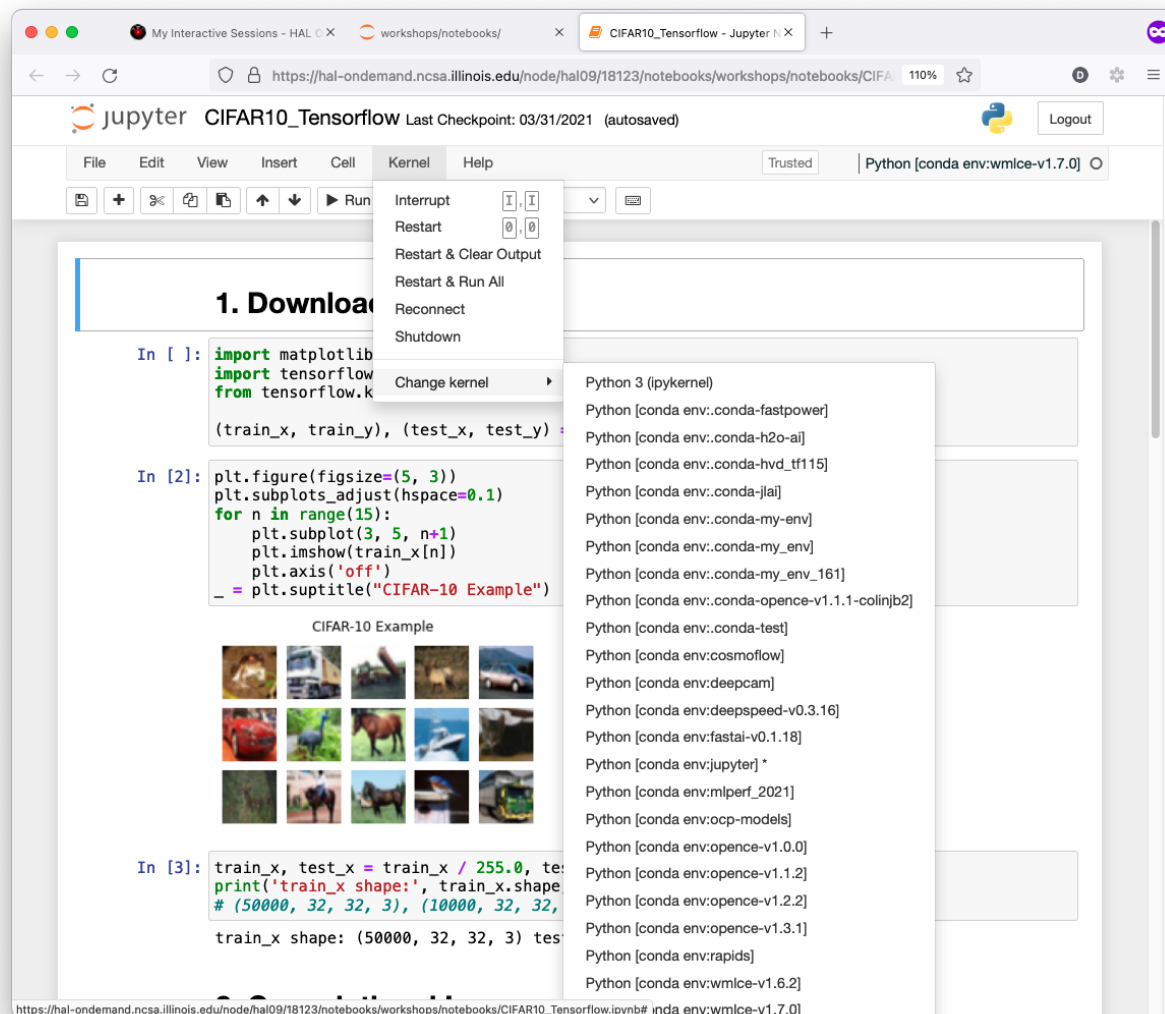 My Interactive Sessions - HAL
workshops/notebooks/
CIFAR10_Tensorflow - Jupyter N
https://hal-ondemand.ncsa.illinois.edu/node/hal09/18123/notebooks/workshops/notebooks/CIFA
110%
D
jupyter CIFAR10_Tensorflow Last Checkpoint: 03/31/2021 (autosaved)
Logout
File Edit View Insert Cell Kernel Help
Trusted
Python [conda env:wmlce-v1.7.0]
Run
Interrupt I,I
Restart 0,0
Restart & Clear Output
Restart & Run All
Reconnect
Shutdown
Change kernel
1. Download
In [ ]: import matplotlib
import tensorflow
from tensorflow.k
(train_x, train_y), (test_x, test_y) =
In [2]: plt.figure(figsize=(5, 3))
plt.subplots_adjust(hspace=0.1)
for n in range(15):
    plt.subplot(3, 5, n+1)
    plt.imshow(train_x[n])
    plt.axis('off')
_ = plt.suptitle("CIFAR-10 Example")
CIFAR-10 Example
In [3]: train_x, test_x = train_x / 255.0, tes
print('train_x shape:', train_x.shape,
# (50000, 32, 32, 3), (10000, 32, 32,
train_x shape: (50000, 32, 32, 3) test
Python 3 (ipykernel)
Python [conda env:.conda-fastpower]
Python [conda env:.conda-h2o-ai]
Python [conda env:.conda-hvd_tf115]
Python [conda env:.conda-jlai]
Python [conda env:.conda-my-env]
Python [conda env:.conda-my_env]
Python [conda env:.conda-my_env_161]
Python [conda env:.conda-opence-v1.1.1-colinjb2]
Python [conda env:.conda-test]
Python [conda env:cosmoflow]
Python [conda env:deepcam]
Python [conda env:deepspeed-v0.3.16]
Python [conda env:fastai-v0.1.18]
Python [conda env:jupyter] *
Python [conda env:mlperf_2021]
Python [conda env:ocp-models]
Python [conda env:opence-v1.0.0]
Python [conda env:opence-v1.1.2]
Python [conda env:opence-v1.2.2]
Python [conda env:opence-v1.3.1]
Python [conda env:rapids]
Python [conda env:wmlce-v1.6.2]
nda env:wmlce-v1.7.0]
https://hal-ondemand.ncsa.illinois.edu/node/hal09/18123/notebooks/workshops/notebooks/CIFAR10_Tensorflow.ipynb#